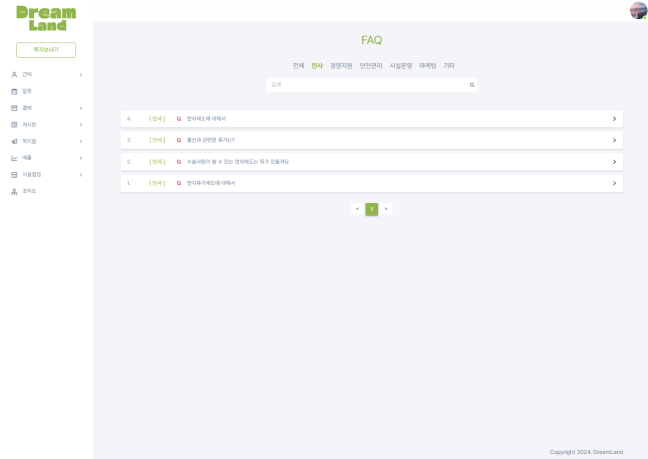 Dream
Land
쪽지보내기
근태
일정
결재
게시판
쪽지함
매출
시설점검
조직도
FAQ
전체 인사 경영지원 안전관리 시설운영 마케팅 기타
검색
4. [인사] Q. 연차제도에 대해서
3. [인사] Q. 출산과 관련한 휴가는?
2. [인사] Q. 수습사원이 쓸 수 있는 연차제도는 뭐가 있을까요
1. [인사] Q. 연차휴가제도에 대해서
« 1 »
Copyright 2024. DreamLand